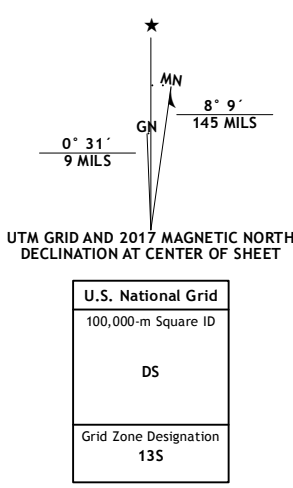 MN
GN
8° 9´
145 MILS
0° 31´
9 MILS
UTM GRID AND 2017 MAGNETIC NORTH
DECLINATION AT CENTER OF SHEET
U.S. National Grid
100,000-m Square ID
DS
Grid Zone Designation
13S